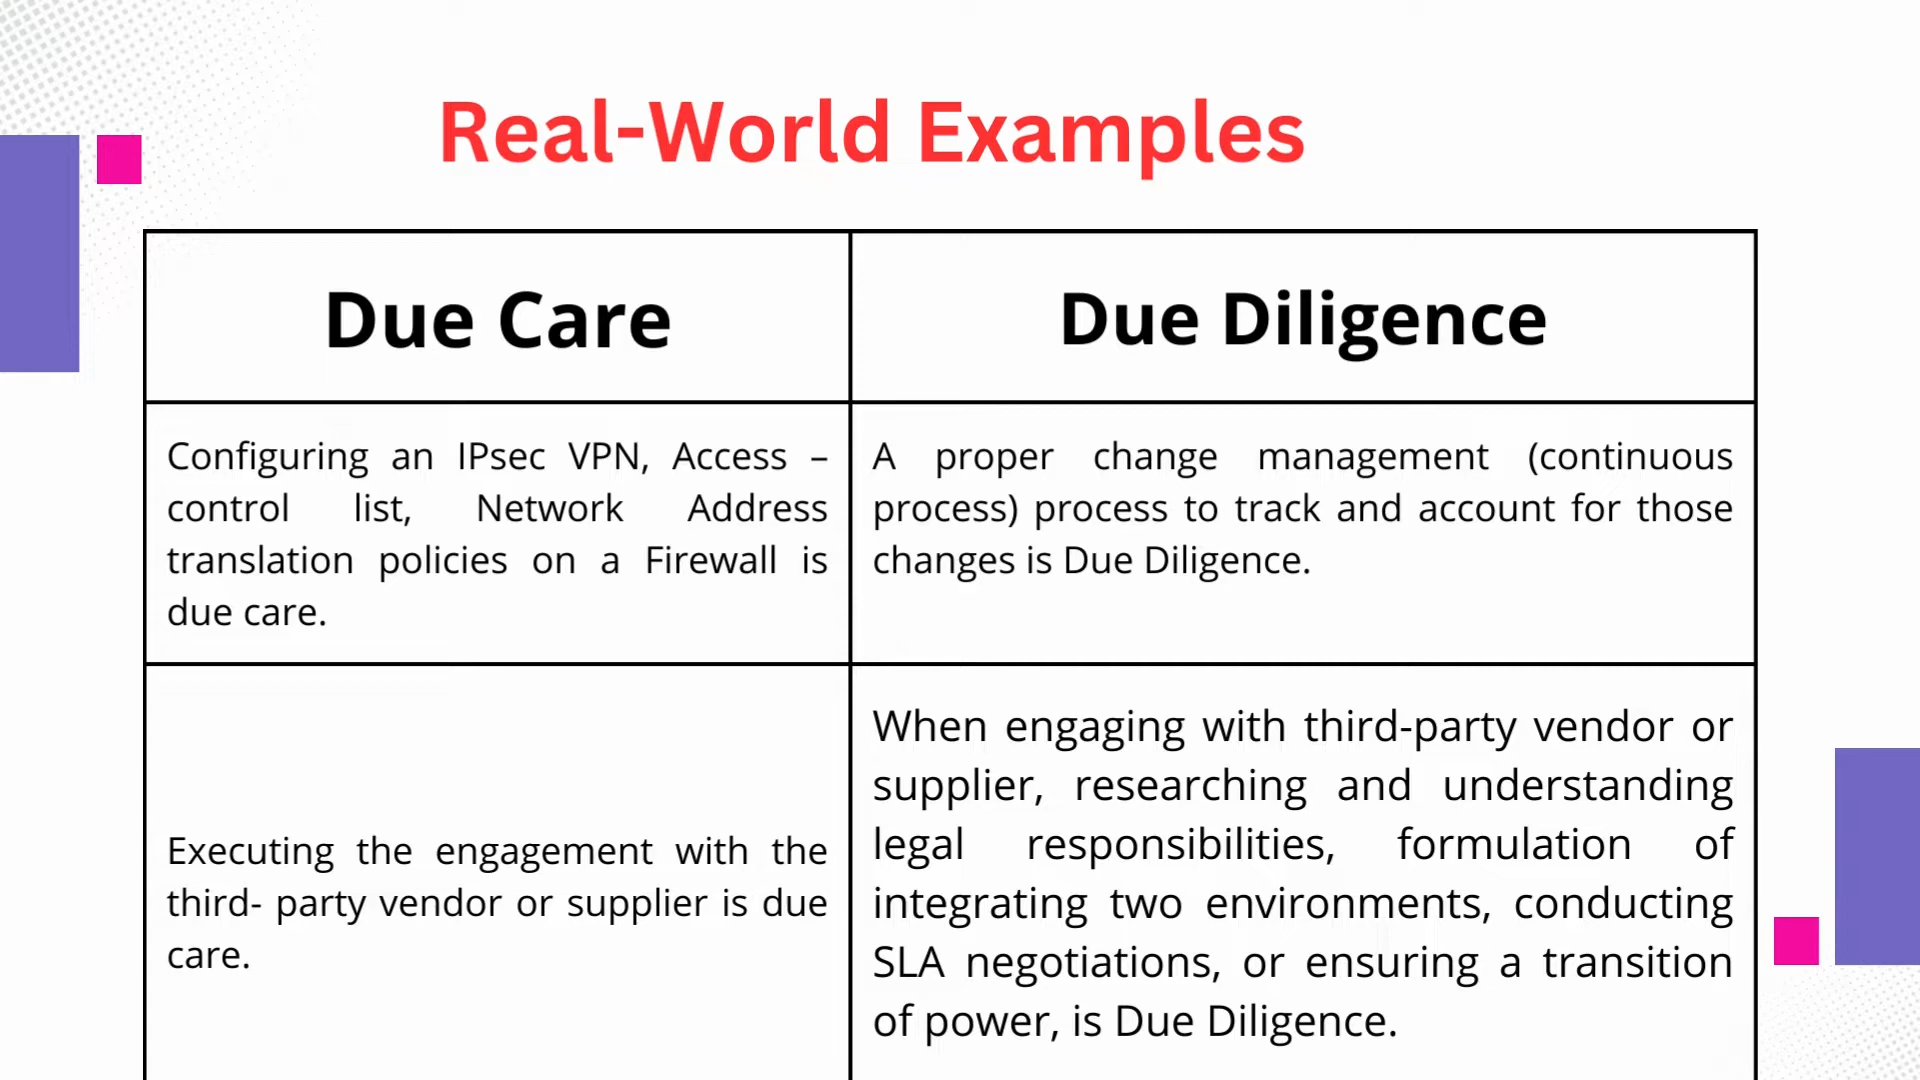 Real-World Examples
Due Care
Due Diligence
Configuring an IPsec VPN, Access –
control list, Network Address
translation policies on a Firewall is
due care.
A proper change management (continuous
process) process to track and account for those
changes is Due Diligence.
Executing the engagement with the
third- party vendor or supplier is due
care.
When engaging with third-party vendor or
supplier, researching and understanding
legal responsibilities, formulation of
integrating two environments, conducting
SLA negotiations, or ensuring a transition
of power, is Due Diligence.